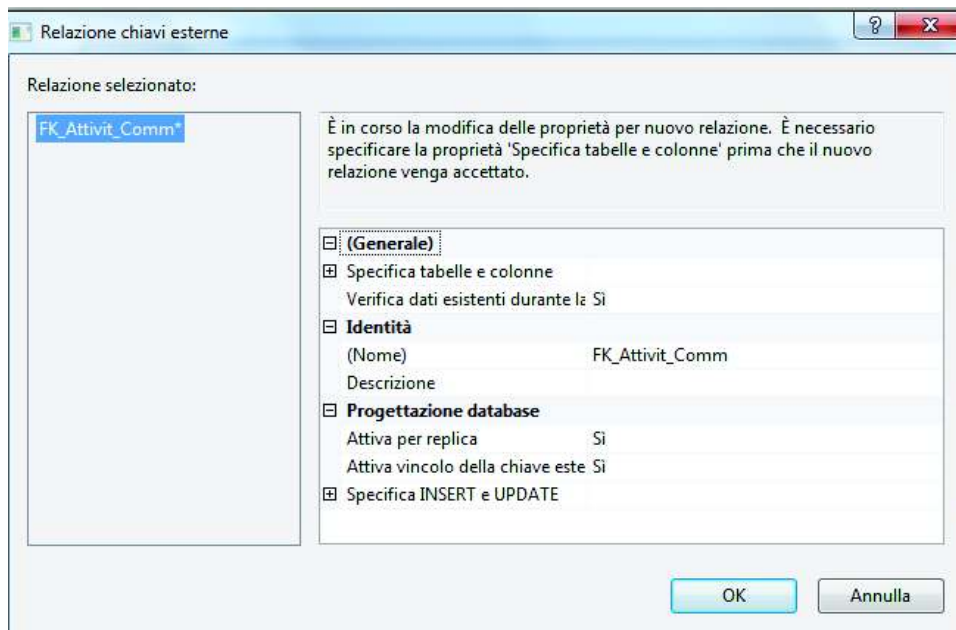 Relazione chiavi esterne
Relazione selezionato:
FK_Attivit_Comm*
È in corso la modifica delle proprietà per nuovo relazione. È necessario
specificare la proprietà 'Specifica tabelle e colonne' prima che il nuovo
relazione venga accettato.
(Generale)
Specifica tabelle e colonne
Verifica dati esistenti durante la Sì
Identità
(Nome) FK_Attivit_Comm
Descrizione
Progettazione database
Attiva per replica Sì
Attiva vincolo della chiave este Sì
Specifica INSERT e UPDATE
OK Annulla